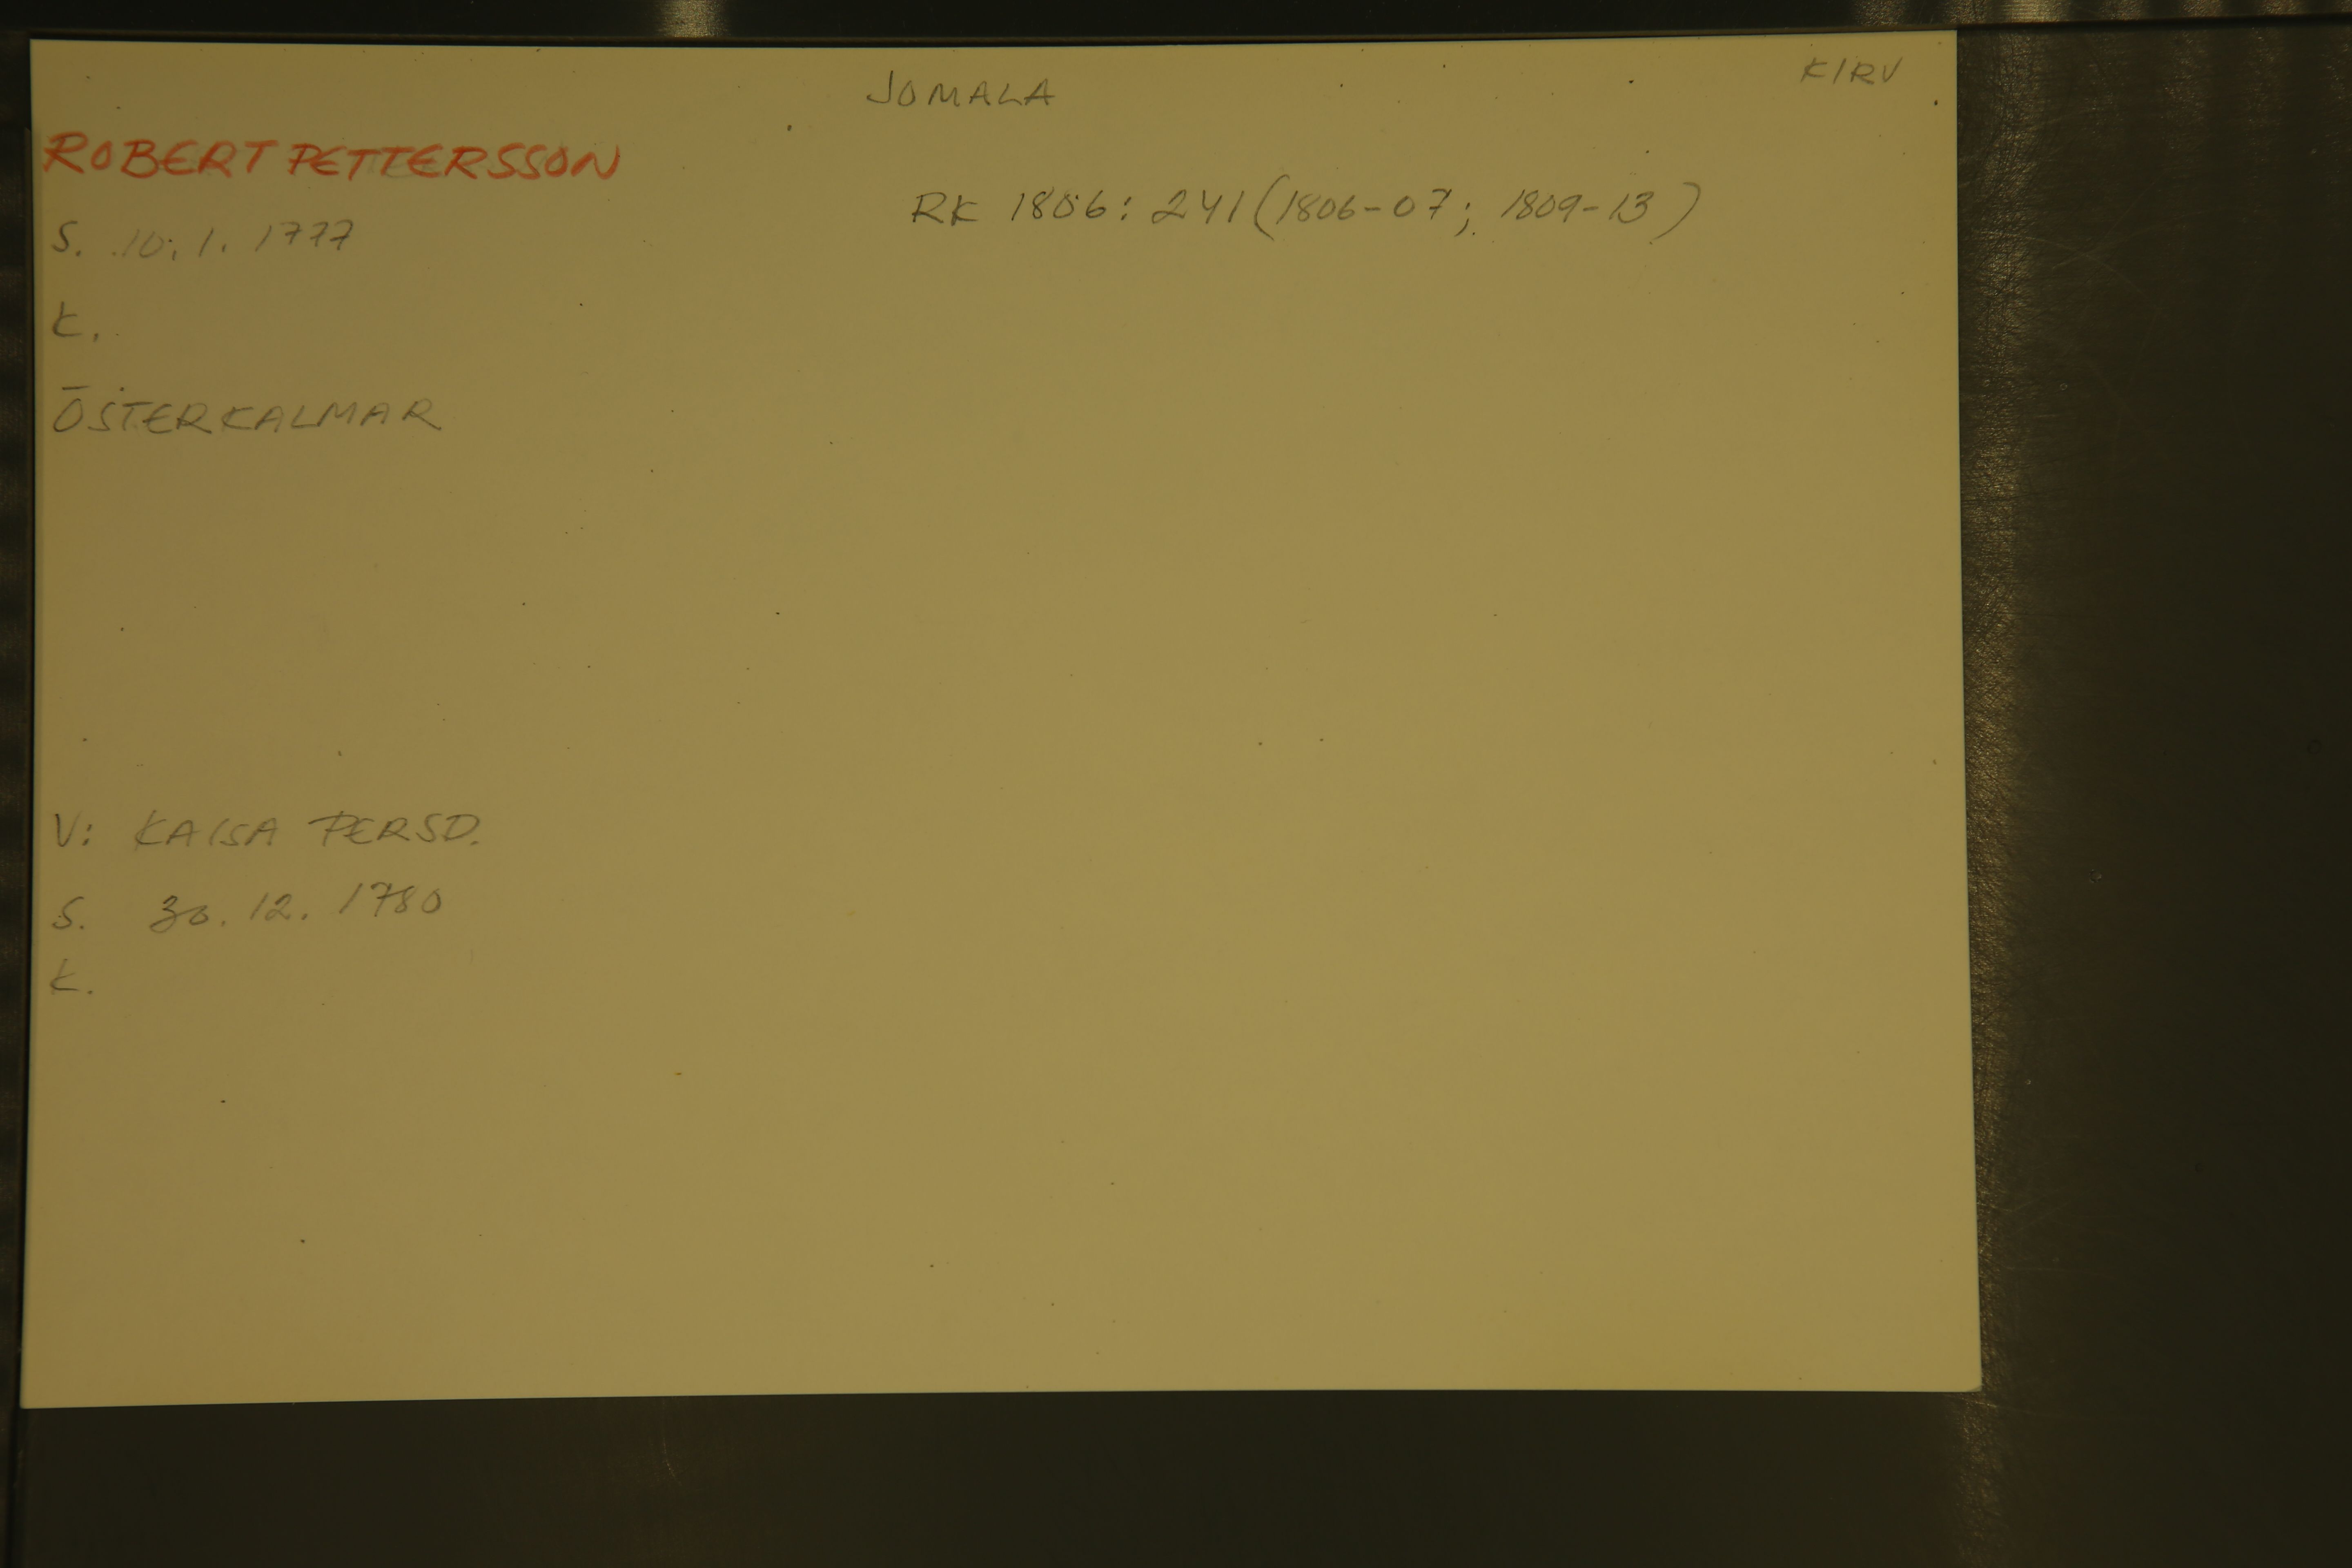 JOMALA
KIRV
ROBERT PETTERSSON
RK 1806: 241 (1806-07; 1809-13)
S. 10.1.1777
K.
ÖSTERKALMAR
V: KAISA PERSD.
S. 30.12.1780
K.